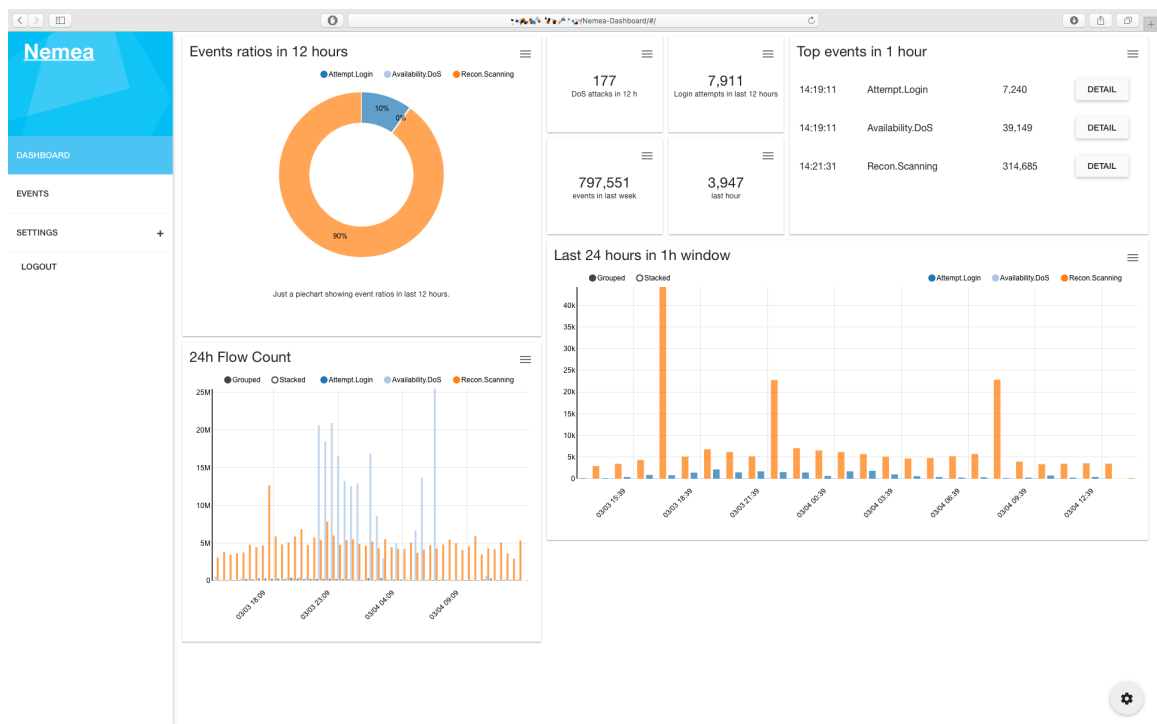 /Nemea-Dashboard/#/
Nemea
DASHBOARD
EVENTS
SETTINGS +
LOGOUT
Events ratios in 12 hours
Attempt.Login Availability.DoS Recon.Scanning
10%
0%
90%
Just a piechart showing event ratios in last 12 hours.
177
DoS attacks in 12 h
7,911
Login attempts in last 12 hours
797,551
events in last week
3,947
last hour
Top events in 1 hour
14:19:11 Attempt.Login 7,240 DETAIL
14:19:11 Availability.DoS 39,149 DETAIL
14:21:31 Recon.Scanning 314,685 DETAIL
24h Flow Count
Grouped Stacked Attempt.Login Availability.DoS Recon.Scanning
25M
20M
15M
10M
5M
0
03/03 18:09 03/03 23:09 03/04 04:09 03/04 09:09
Last 24 hours in 1h window
Grouped Stacked Attempt.Login Availability.DoS Recon.Scanning
40k
35k
30k
25k
20k
15k
10k
5k
0
03/03 15:39 03/03 18:39 03/03 21:39 03/04 00:39 03/04 03:39 03/04 06:39 03/04 09:39 03/04 12:39